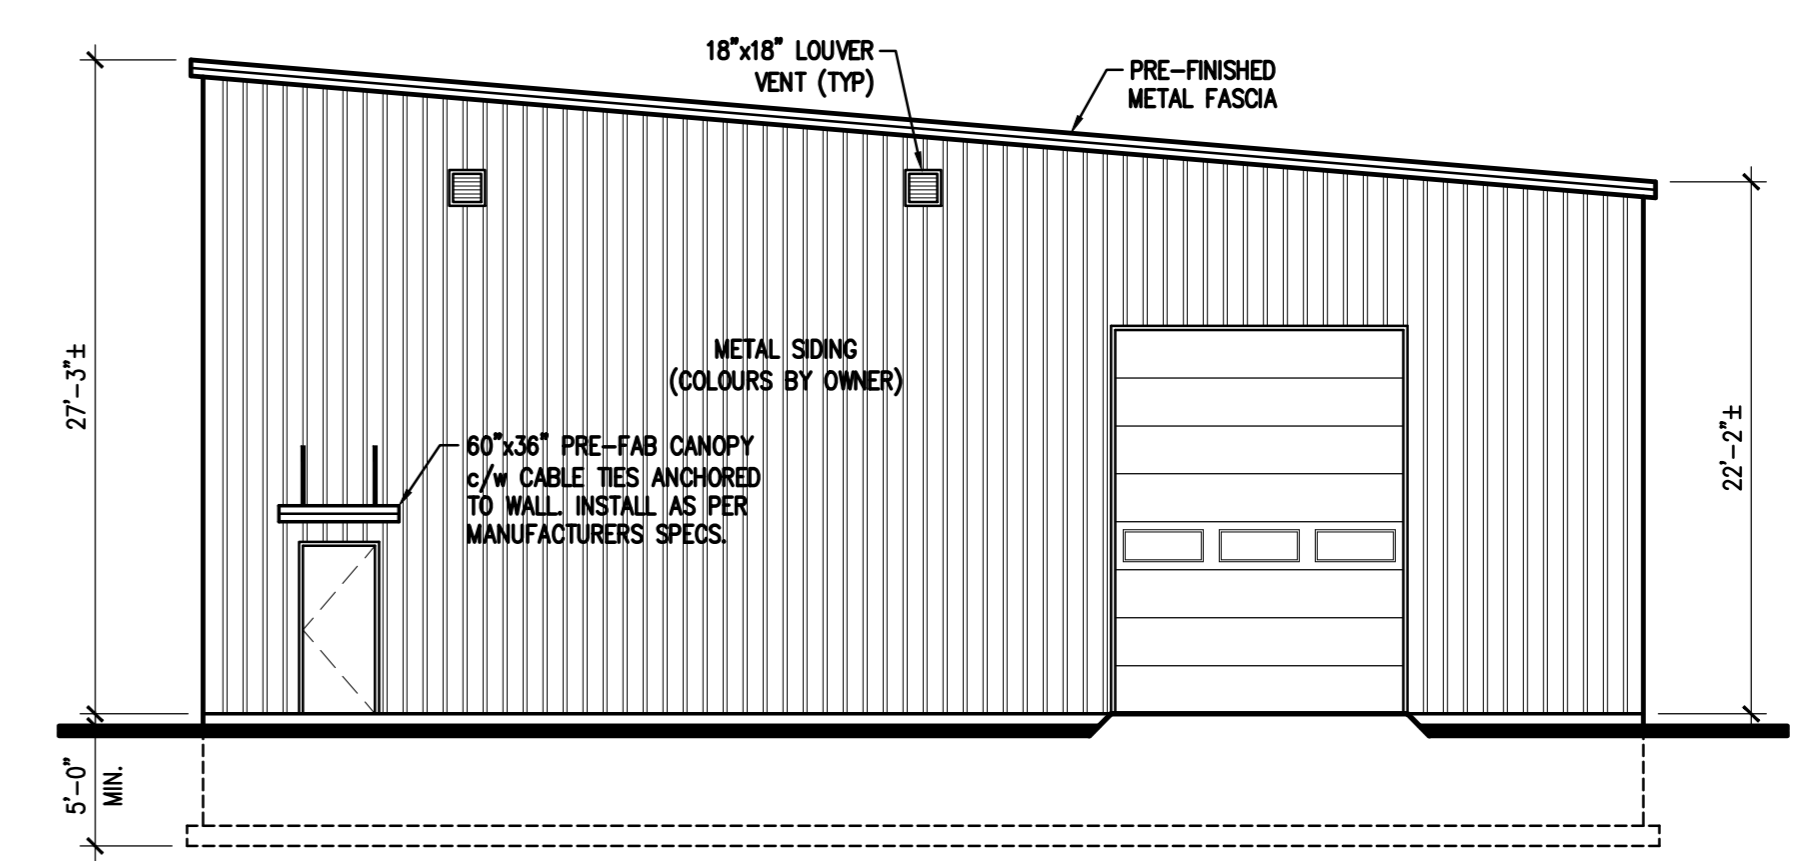 18"x18" LOUVER
VENT (TYP)
PRE-FINISHED
METAL FASCIA
27'-3"±
METAL SIDING
(COLOURS BY OWNER)
22'-2"±
60"x36" PRE-FAB CANOPY
c/w CABLE TIES ANCHORED
TO WALL. INSTALL AS PER
MANUFACTURERS SPECS.
5'-0"
MIN.